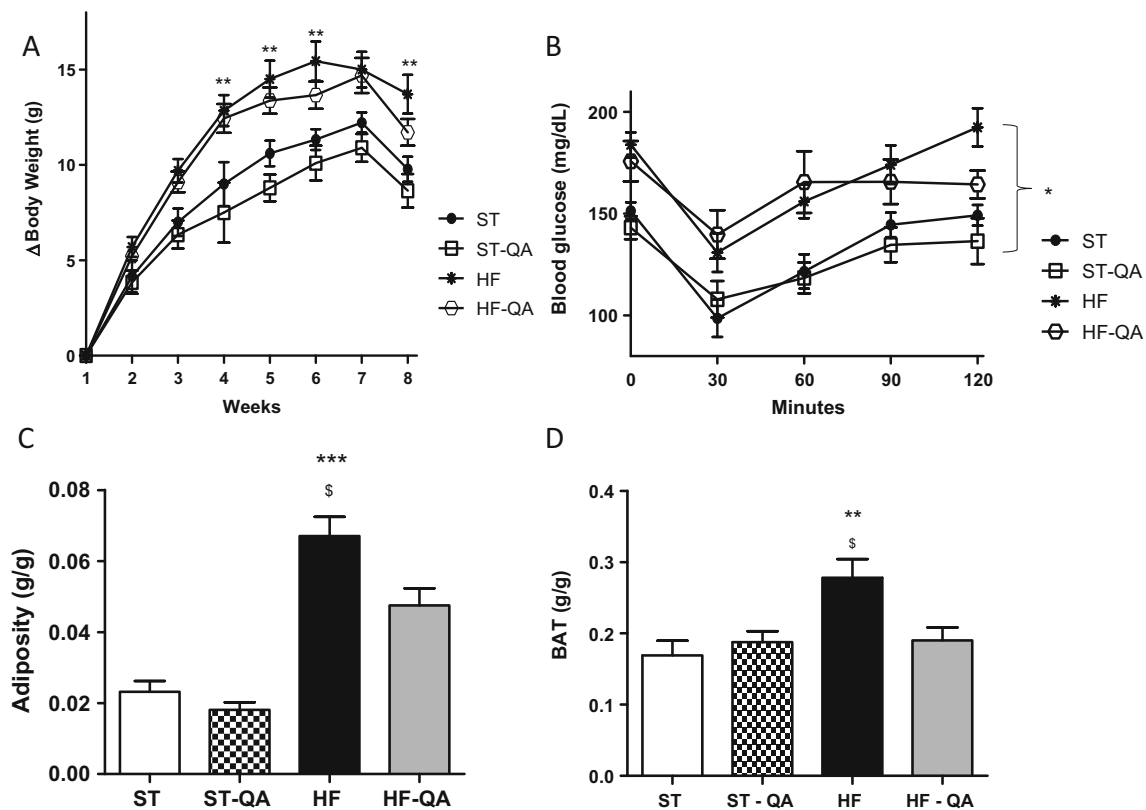 A
** ** ** **
15
10
5
0
1 2 3 4 5 6 7 8
Weeks
Δ Body Weight (g)
ST
ST-QA
HF
HF-QA
B
200
150
100
0 30 60 90 120
Minutes
Blood glucose (mg/dL)
*
ST
ST-QA
HF
HF-QA
C
***
$
0.08
0.06
0.04
0.02
0.00
Adiposity (g/g)
ST ST-QA HF HF-QA
D
**
$
0.4
0.3
0.2
0.1
0.0
BAT (g/g)
ST ST - QA HF HF - QA